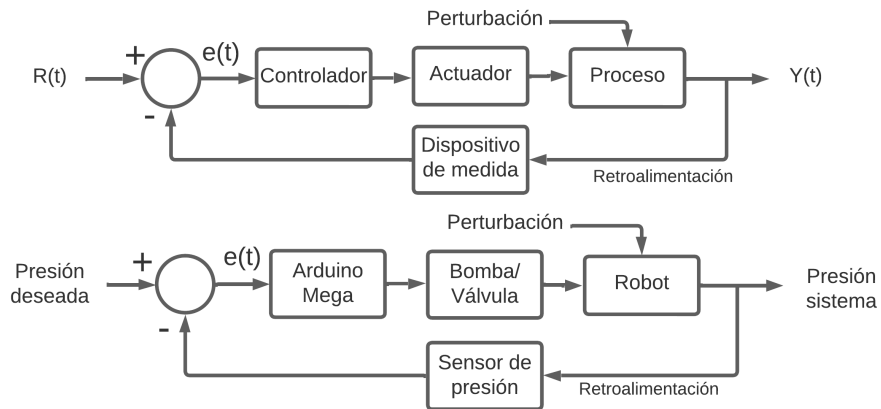 Perturbación
+
e(t)
R(t)
Controlador
Actuador
Proceso
Y(t)
-
Dispositivo
de medida
Retroalimentación
Perturbación
+
e(t)
Presión
deseada
Arduino
Mega
Bomba/
Válvula
Robot
Presión
sistema
-
Sensor de
presión
Retroalimentación